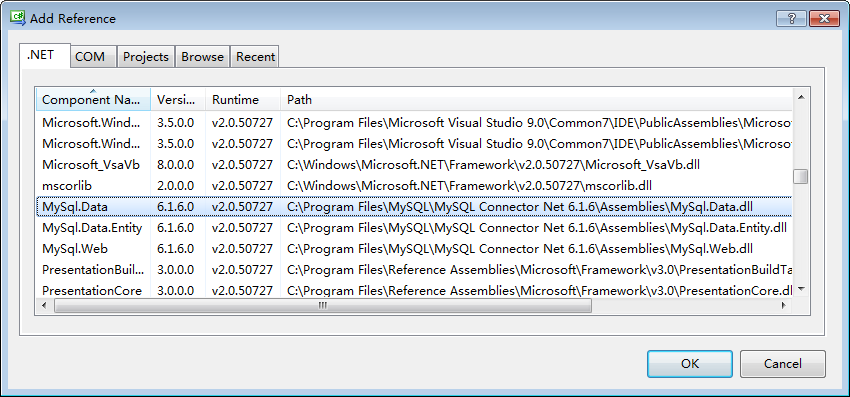 Add Reference
.NET COM Projects Browse Recent
Component Na... Versi... Runtime Path
Microsoft.Wind... 3.5.0.0 v2.0.50727 C:\Program Files\Microsoft Visual Studio 9.0\Common7\IDE\PublicAssemblies\Microso
Microsoft.Wind... 3.5.0.0 v2.0.50727 C:\Program Files\Microsoft Visual Studio 9.0\Common7\IDE\PublicAssemblies\Microso
Microsoft_VsaVb 8.0.0.0 v2.0.50727 C:\Windows\Microsoft.NET\Framework\v2.0.50727\Microsoft_VsaVb.dll
mscorlib 2.0.0.0 v2.0.50727 C:\Windows\Microsoft.NET\Framework\v2.0.50727\mscorlib.dll
MySql.Data 6.1.6.0 v2.0.50727 C:\Program Files\MySQL\MySQL Connector Net 6.1.6\Assemblies\MySql.Data.dll
MySql.Data.Entity 6.1.6.0 v2.0.50727 C:\Program Files\MySQL\MySQL Connector Net 6.1.6\Assemblies\MySql.Data.Entity.dll
MySql.Web 6.1.6.0 v2.0.50727 C:\Program Files\MySQL\MySQL Connector Net 6.1.6\Assemblies\MySql.Web.dll
PresentationBuil... 3.0.0.0 v2.0.50727 C:\Program Files\Reference Assemblies\Microsoft\Framework\v3.0\PresentationBuildTa
PresentationCore 3.0.0.0 v2.0.50727 C:\Program Files\Reference Assemblies\Microsoft\Framework\v3.0\PresentationCore.dl
OK Cancel